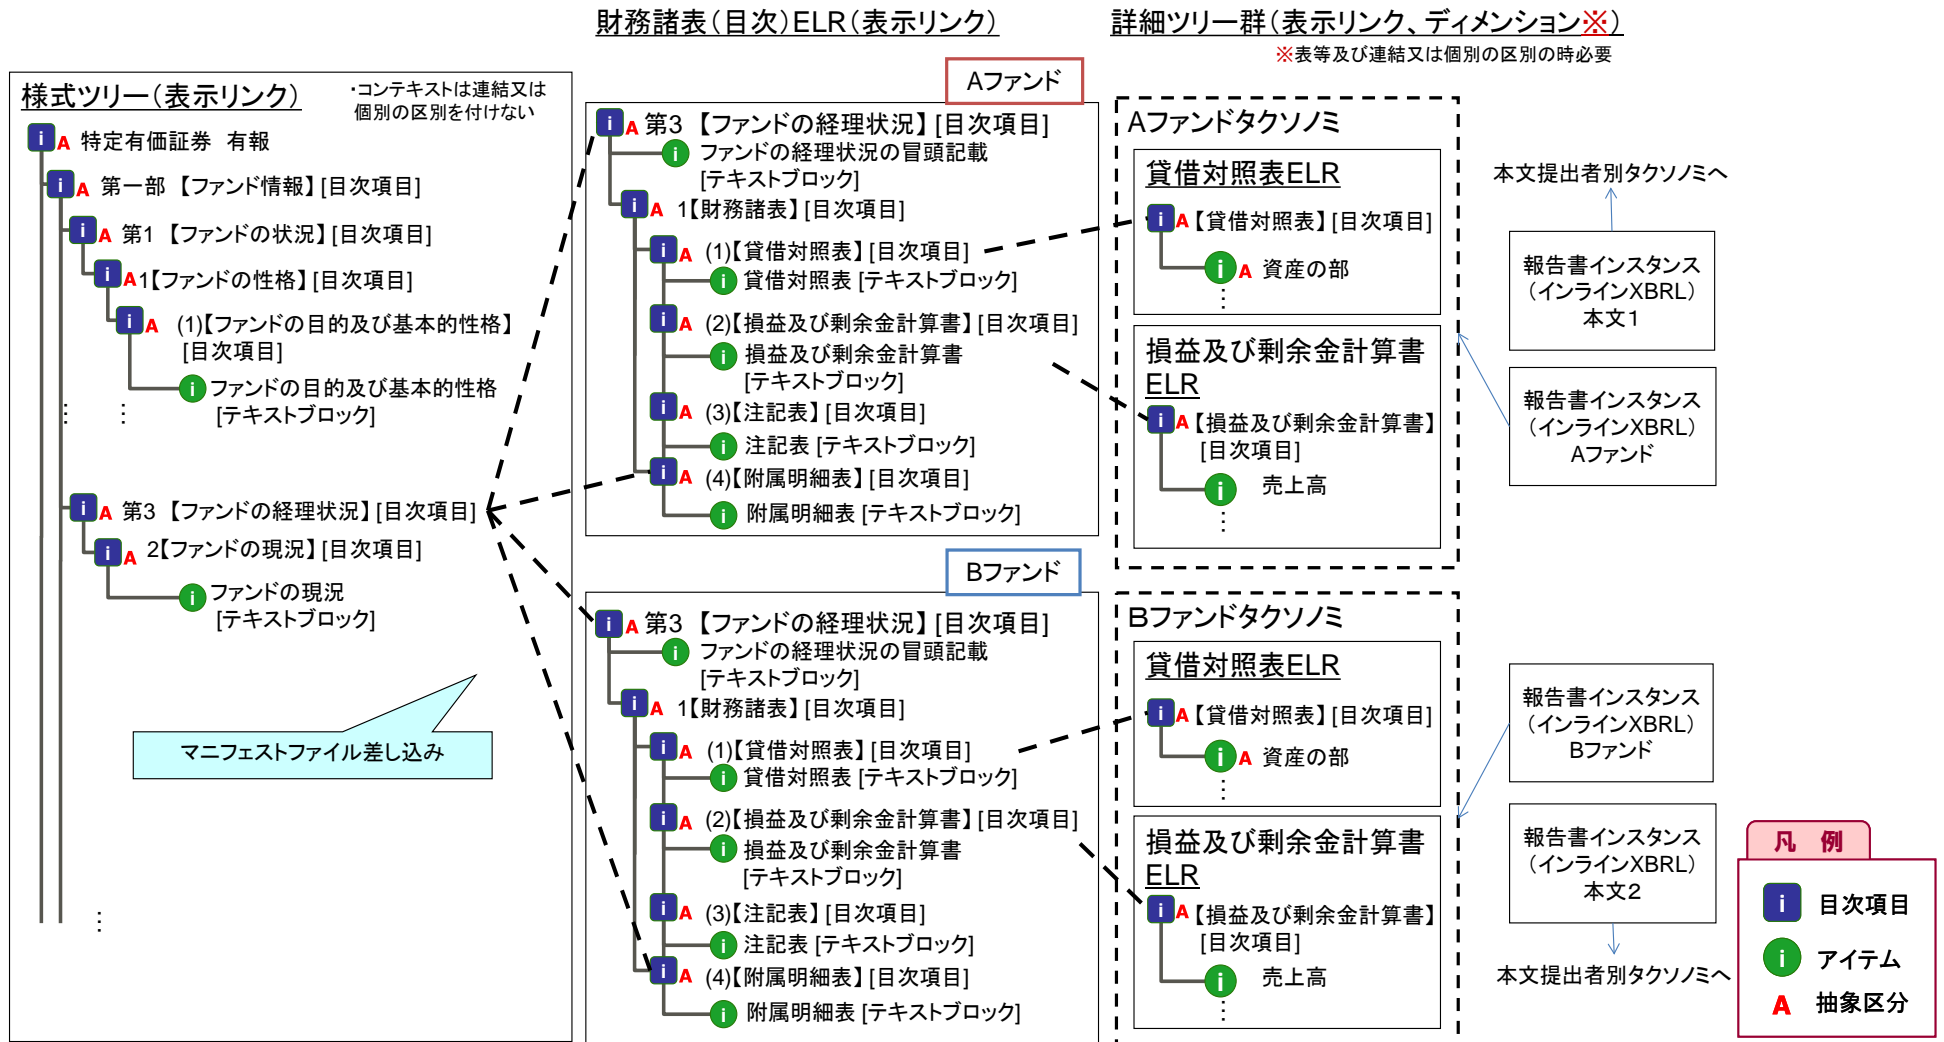 財務諸表(目次)ELR(表示リンク)
詳細ツリー群(表示リンク、ディメンション※)
※表等及び連結又は個別の区別の時必要
様式ツリー(表示リンク)
・コンテキストは連結又は
個別の区別を付けない
i A 特定有価証券 有報
i A 第一部 【ファンド情報】 [目次項目]
i A 第1 【ファンドの状況】 [目次項目]
i A 1【ファンドの性格】 [目次項目]
i A (1)【ファンドの目的及び基本的性格】
[目次項目]
i ファンドの目的及び基本的性格
[テキストブロック]
⋮ ⋮
i A 第3 【ファンドの経理状況】 [目次項目]
i A 2【ファンドの現況】 [目次項目]
i ファンドの現況
[テキストブロック]
マニフェストファイル差し込み
⋮
Aファンド
i A 第3 【ファンドの経理状況】 [目次項目]
i ファンドの経理状況の冒頭記載
[テキストブロック]
i A 1【財務諸表】 [目次項目]
i A (1)【貸借対照表】 [目次項目]
i 貸借対照表 [テキストブロック]
i A (2)【損益及び剰余金計算書】 [目次項目]
i 損益及び剰余金計算書
[テキストブロック]
i A (3)【注記表】 [目次項目]
i 注記表 [テキストブロック]
i A (4)【附属明細表】 [目次項目]
i 附属明細表 [テキストブロック]
Bファンド
i A 第3 【ファンドの経理状況】 [目次項目]
i ファンドの経理状況の冒頭記載
[テキストブロック]
i A 1【財務諸表】 [目次項目]
i A (1)【貸借対照表】 [目次項目]
i 貸借対照表 [テキストブロック]
i A (2)【損益及び剰余金計算書】 [目次項目]
i 損益及び剰余金計算書
[テキストブロック]
i A (3)【注記表】 [目次項目]
i 注記表 [テキストブロック]
i A (4)【附属明細表】 [目次項目]
i 附属明細表 [テキストブロック]
Aファンドタクソノミ
貸借対照表ELR
i A 【貸借対照表】 [目次項目]
i A 資産の部
⋮
損益及び剰余金計算書
ELR
i A 【損益及び剰余金計算書】
[目次項目]
i 売上高
⋮
Bファンドタクソノミ
貸借対照表ELR
i A 【貸借対照表】 [目次項目]
i A 資産の部
⋮
損益及び剰余金計算書
ELR
i A 【損益及び剰余金計算書】
[目次項目]
i 売上高
⋮
本文提出者別タクソノミへ
報告書インスタンス
(インラインXBRL)
本文1
報告書インスタンス
(インラインXBRL)
Aファンド
報告書インスタンス
(インラインXBRL)
Bファンド
報告書インスタンス
(インラインXBRL)
本文2
本文提出者別タクソノミへ
凡 例
i 目次項目
i アイテム
A 抽象区分